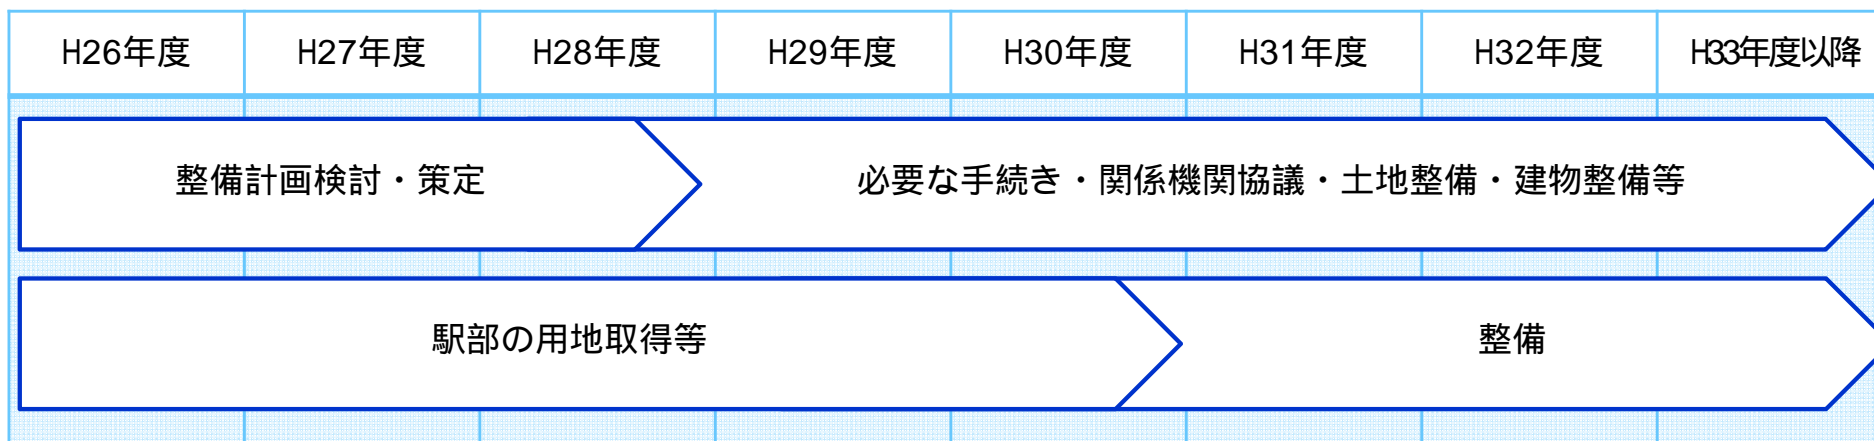 H26年度 H27年度 H28年度 H29年度 H30年度 H31年度 H32年度 H33年度以降
整備計画検討・策定 必要な手続き・関係機関協議・土地整備・建物整備等
駅部の用地取得等 整備